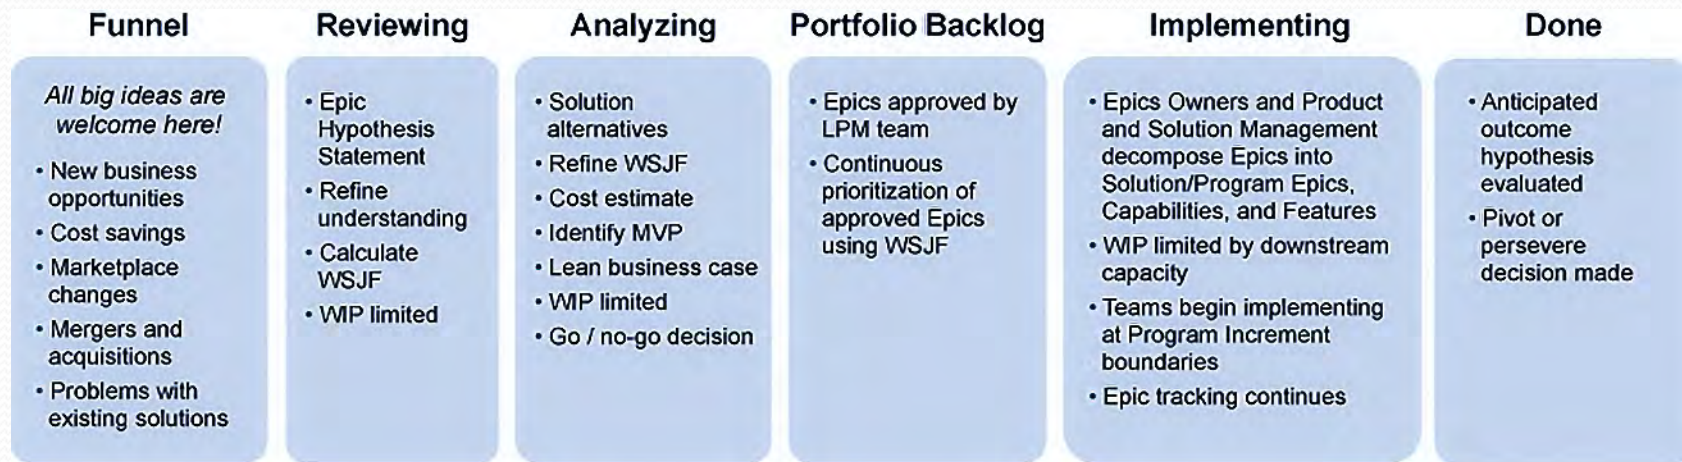 Funnel
All big ideas are
welcome here!
• New business
opportunities
• Cost savings
• Marketplace
changes
• Mergers and
acquisitions
• Problems with
existing solutions
Reviewing
• Epic
Hypothesis
Statement
• Refine
understanding
• Calculate
WSJF
• WIP limited
Analyzing
• Solution
alternatives
• Refine WSJF
• Cost estimate
• Identify MVP
• Lean business case
• WIP limited
• Go / no-go decision
Portfolio Backlog
• Epics approved by
LPM team
• Continuous
prioritization of
approved Epics
using WSJF
Implementing
• Epics Owners and Product
and Solution Management
decompose Epics into
Solution/Program Epics,
Capabilities, and Features
• WIP limited by downstream
capacity
• Teams begin implementing
at Program Increment
boundaries
• Epic tracking continues
Done
• Anticipated
outcome
hypothesis
evaluated
• Pivot or
persevere
decision made